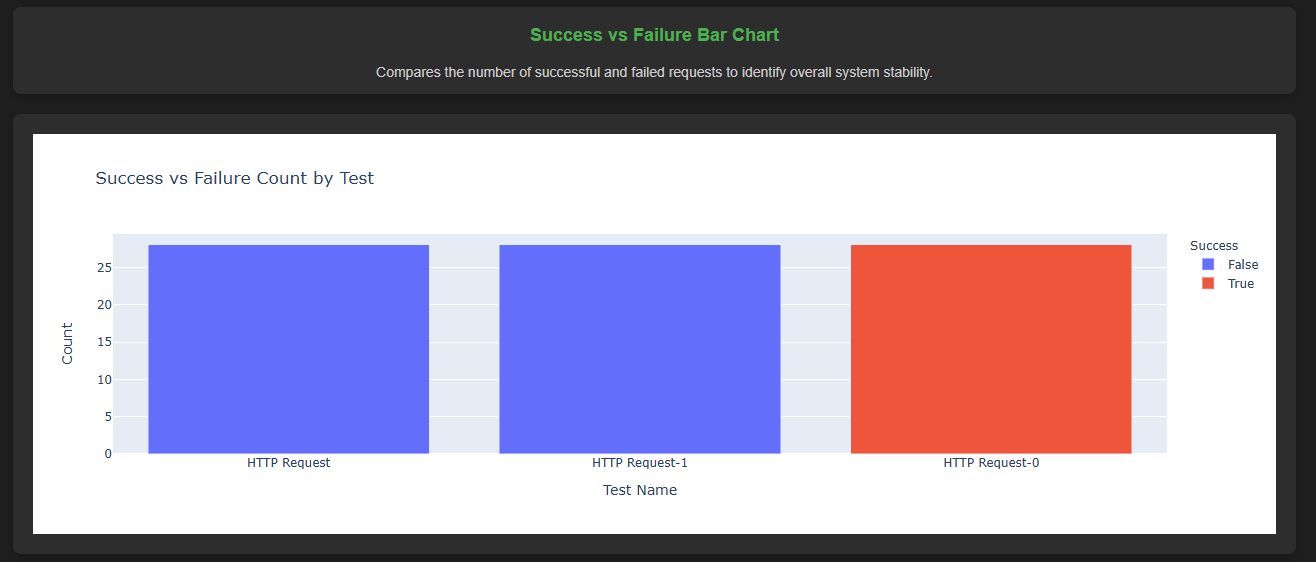 Success vs Failure Bar Chart
Compares the number of successful and failed requests to identify overall system stability.
Success vs Failure Count by Test
Success
False
True
25
20
15
10
5
0
Count
HTTP Request
HTTP Request-1
HTTP Request-0
Test Name